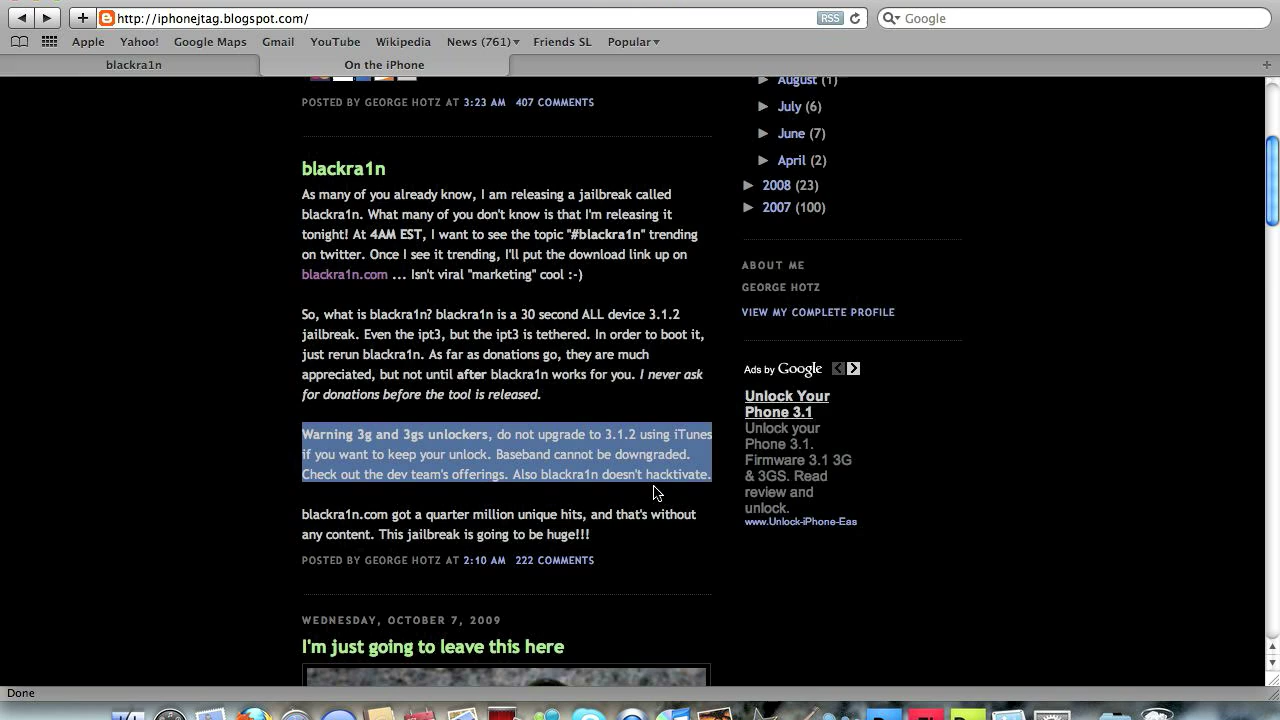 http://iphonejtag.blogspot.com/
RSS
Google
Apple
Yahoo!
Google Maps
Gmail
YouTube
Wikipedia
News (761)
Friends SL
Popular
blackra1n
On the iPhone
POSTED BY GEORGE HOTZ AT 3:23 AM 407 COMMENTS
blackra1n
As many of you already know, I am releasing a jailbreak called
blackra1n. What many of you don't know is that I'm releasing it
tonight! At 4AM EST, I want to see the topic "#blackra1n" trending
on twitter. Once I see it trending, I'll put the download link up on
blackra1n.com ... Isn't viral "marketing" cool :-)
So, what is blackra1n? blackra1n is a 30 second ALL device 3.1.2
jailbreak. Even the ipt3, but the ipt3 is tethered. In order to boot it,
just rerun blackra1n. As far as donations go, they are much
appreciated, but not until after blackra1n works for you. I never ask
for donations before the tool is released.
Warning 3g and 3gs unlockers, do not upgrade to 3.1.2 using iTunes
if you want to keep your unlock. Baseband cannot be downgraded.
Check out the dev team's offerings. Also blackra1n doesn't hacktivate.
blackra1n.com got a quarter million unique hits, and that's without
any content. This jailbreak is going to be huge!!!
POSTED BY GEORGE HOTZ AT 2:10 AM 222 COMMENTS
WEDNESDAY, OCTOBER 7, 2009
I'm just going to leave this here
August (1)
July (6)
June (7)
April (2)
2008 (23)
2007 (100)
ABOUT ME
GEORGE HOTZ
VIEW MY COMPLETE PROFILE
Ads by Google
Unlock Your
Phone 3.1
Unlock your
Phone 3.1.
Firmware 3.1 3G
& 3GS. Read
review and
unlock.
www.Unlock-iPhone-Eas
Done